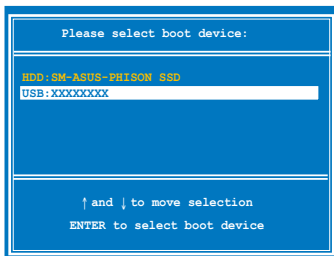 Please select boot device:
HDD:SM-ASUS-PHISON SSD
USB:XXXXXXXX
↑ and ↓ to move selection
ENTER to select boot device